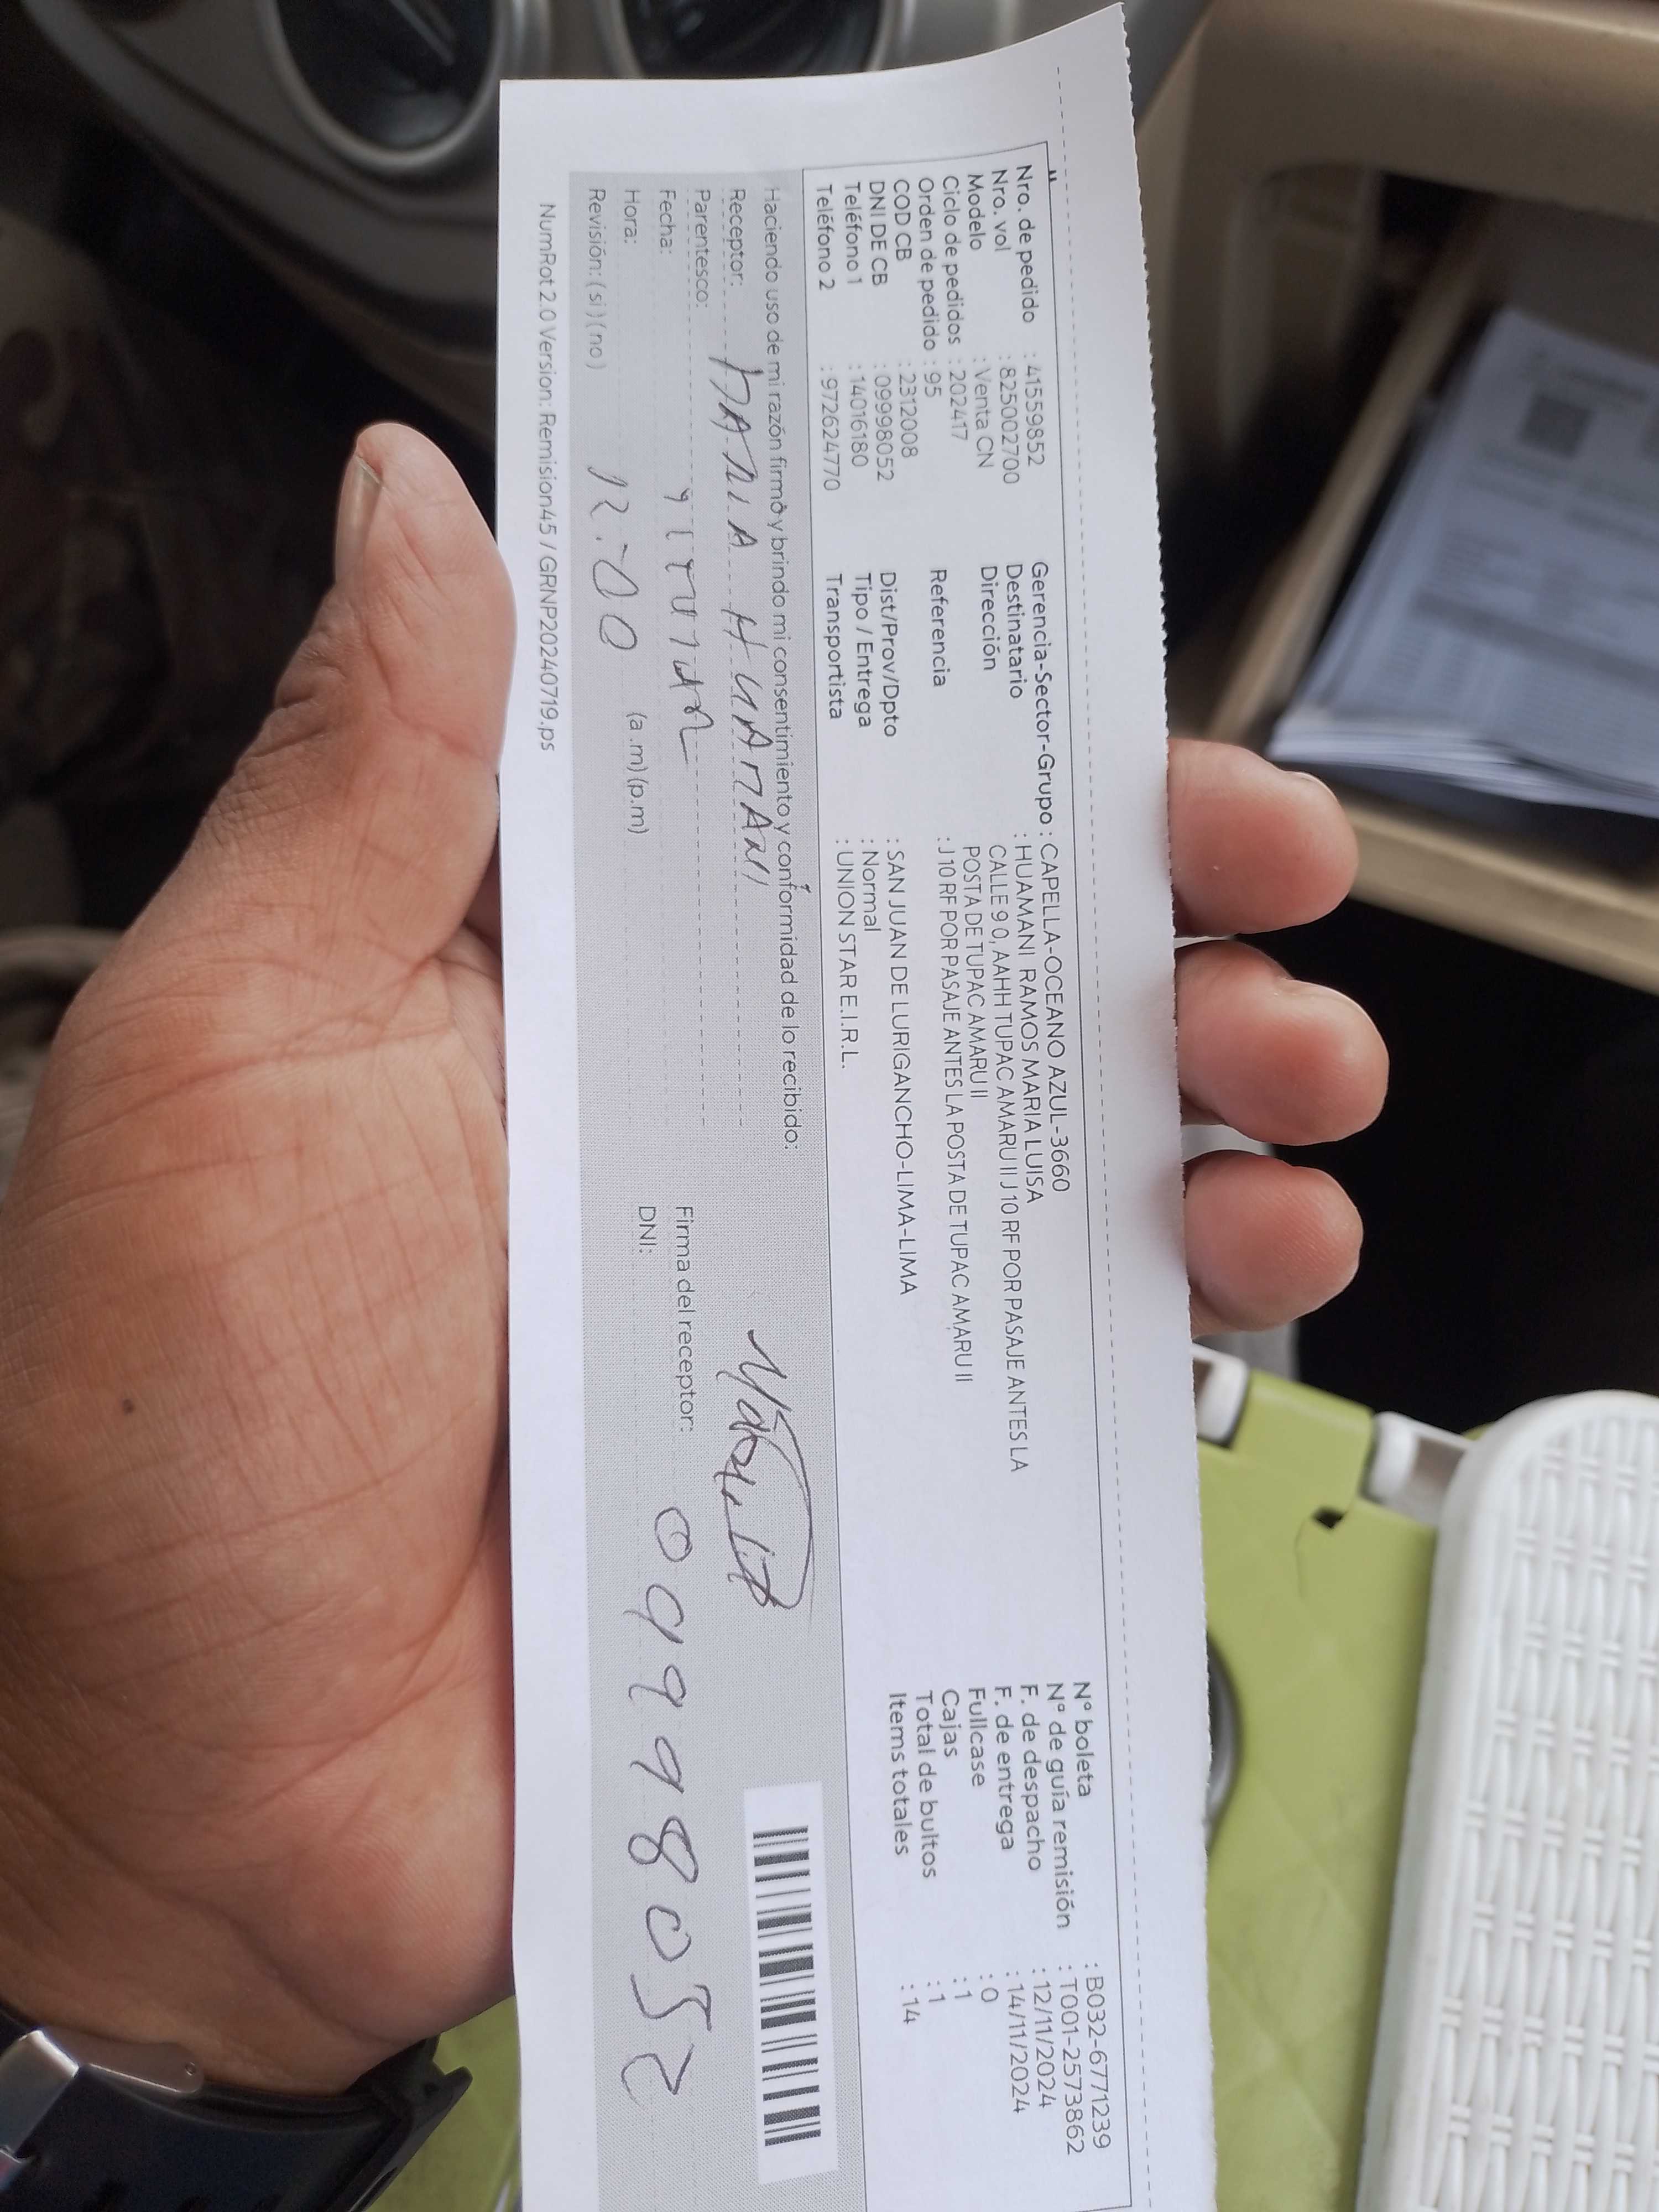 Nro. de pedido : 41559852
Nro. vol : 825002700
Modelo : Venta CN
Ciclo de pedidos : 202417
Orden de pedido : 95
COD CB : 2312008
DNI DE CB : 09998052
Teléfono 1 : 14016180
Teléfono 2 : 972624770
Gerencia-Sector-Grupo : CAPELLA-OCEANO AZUL-3660
Destinatario : HUAMANI RAMOS MARIA LUISA
Dirección CALLE 9 0, AAHH TUPAC AMARU II J 10 RF POR PASAJE ANTES LA
POSTA DE TUPAC AMARU II
Referencia : J 10 RF POR PASAJE ANTES LA POSTA DE TUPAC AMARU II
Dist/Prov/Dpto : SAN JUAN DE LURIGANCHO-LIMA-LIMA
Tipo / Entrega : Normal
Transportista : UNION STAR E.I.R.L.
N° boleta : B032-6771239
N° de guía remisión : T001-2573862
F. de despacho : 12/11/2024
F. de entrega : 14/11/2024
Fullcase : 0
Cajas : 1
Total de bultos : 1
Items totales : 14
Haciendo uso de mi razón firmo y brindo mi consentimiento y conformidad de lo recibido:
Receptor: MARIA HUAMANI
Parentesco: titular
Fecha:
Hora: 12:00 (a.m) (p.m)
Revisión: (si) (no)
Firma del receptor:
DNI: 09998052
NumRot 2.0 Version. Remision45 / GRNP20240719.ps